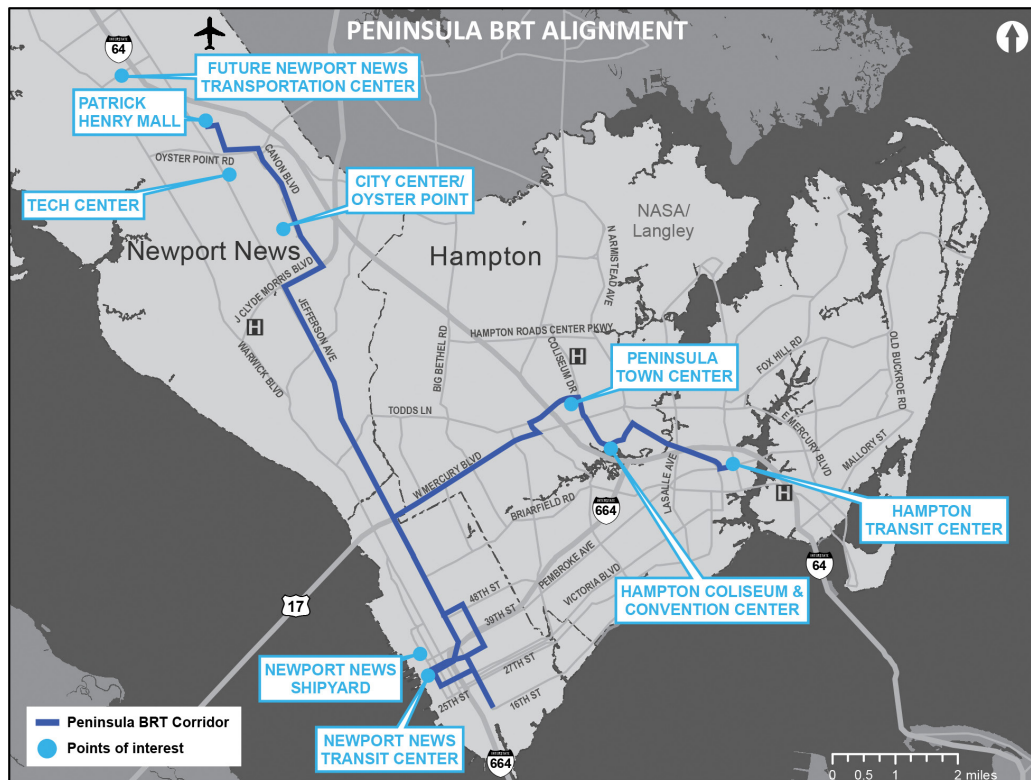 PENINSULA BRT ALIGNMENT
INTERSTATE
64
FUTURE NEWPORT NEWS
TRANSPORTATION CENTER
PATRICK
HENRY MALL
OYSTER POINT RD
CANON BLVD
TECH CENTER
CITY CENTER/
OYSTER POINT
NASA/
Langley
N ARMISTEAD AVE
Newport News
Hampton
J CLYDE MORRIS BLVD
JEFFERSON AVE
H
WARWICK BLVD
BIG BETHEL RD
HAMPTON ROADS CENTER PKWY
COLISEUM DR
H
PENINSULA
TOWN CENTER
FOX HILL RD
OLD BUCKROE RD
TODDS LN
E MERCURY BLVD
MALLORY ST
W MERCURY BLVD
LASALLE AVE
BRIARFIELD RD
H
INTERSTATE
664
HAMPTON
TRANSIT CENTER
PEMBROKE AVE
VICTORIA BLVD
INTERSTATE
64
HAMPTON COLISEUM &
CONVENTION CENTER
17
48TH ST
39TH ST
27TH ST
25TH ST
16TH ST
NEWPORT NEWS
SHIPYARD
NEWPORT NEWS
TRANSIT CENTER
INTERSTATE
664
Peninsula BRT Corridor
Points of interest
0 0.5 1 2 miles